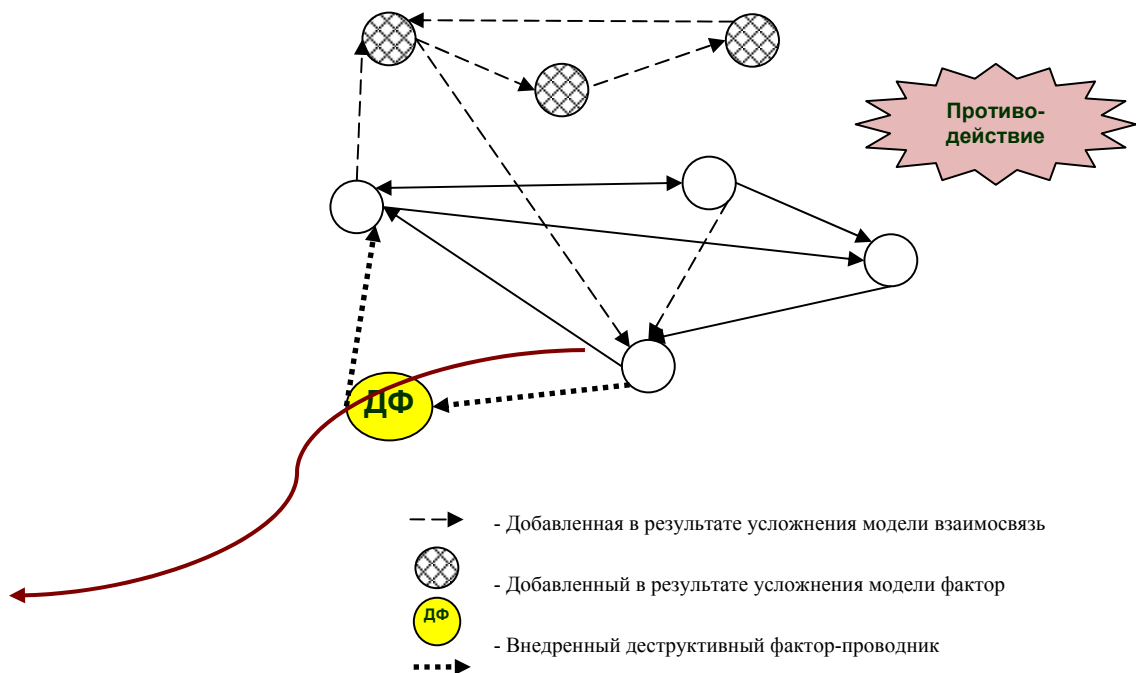 Противо-
действие
ДФ
- Добавленная в результате усложнения модели взаимосвязь
- Добавленный в результате усложнения модели фактор
ДФ
- Внедренный деструктивный фактор-проводник